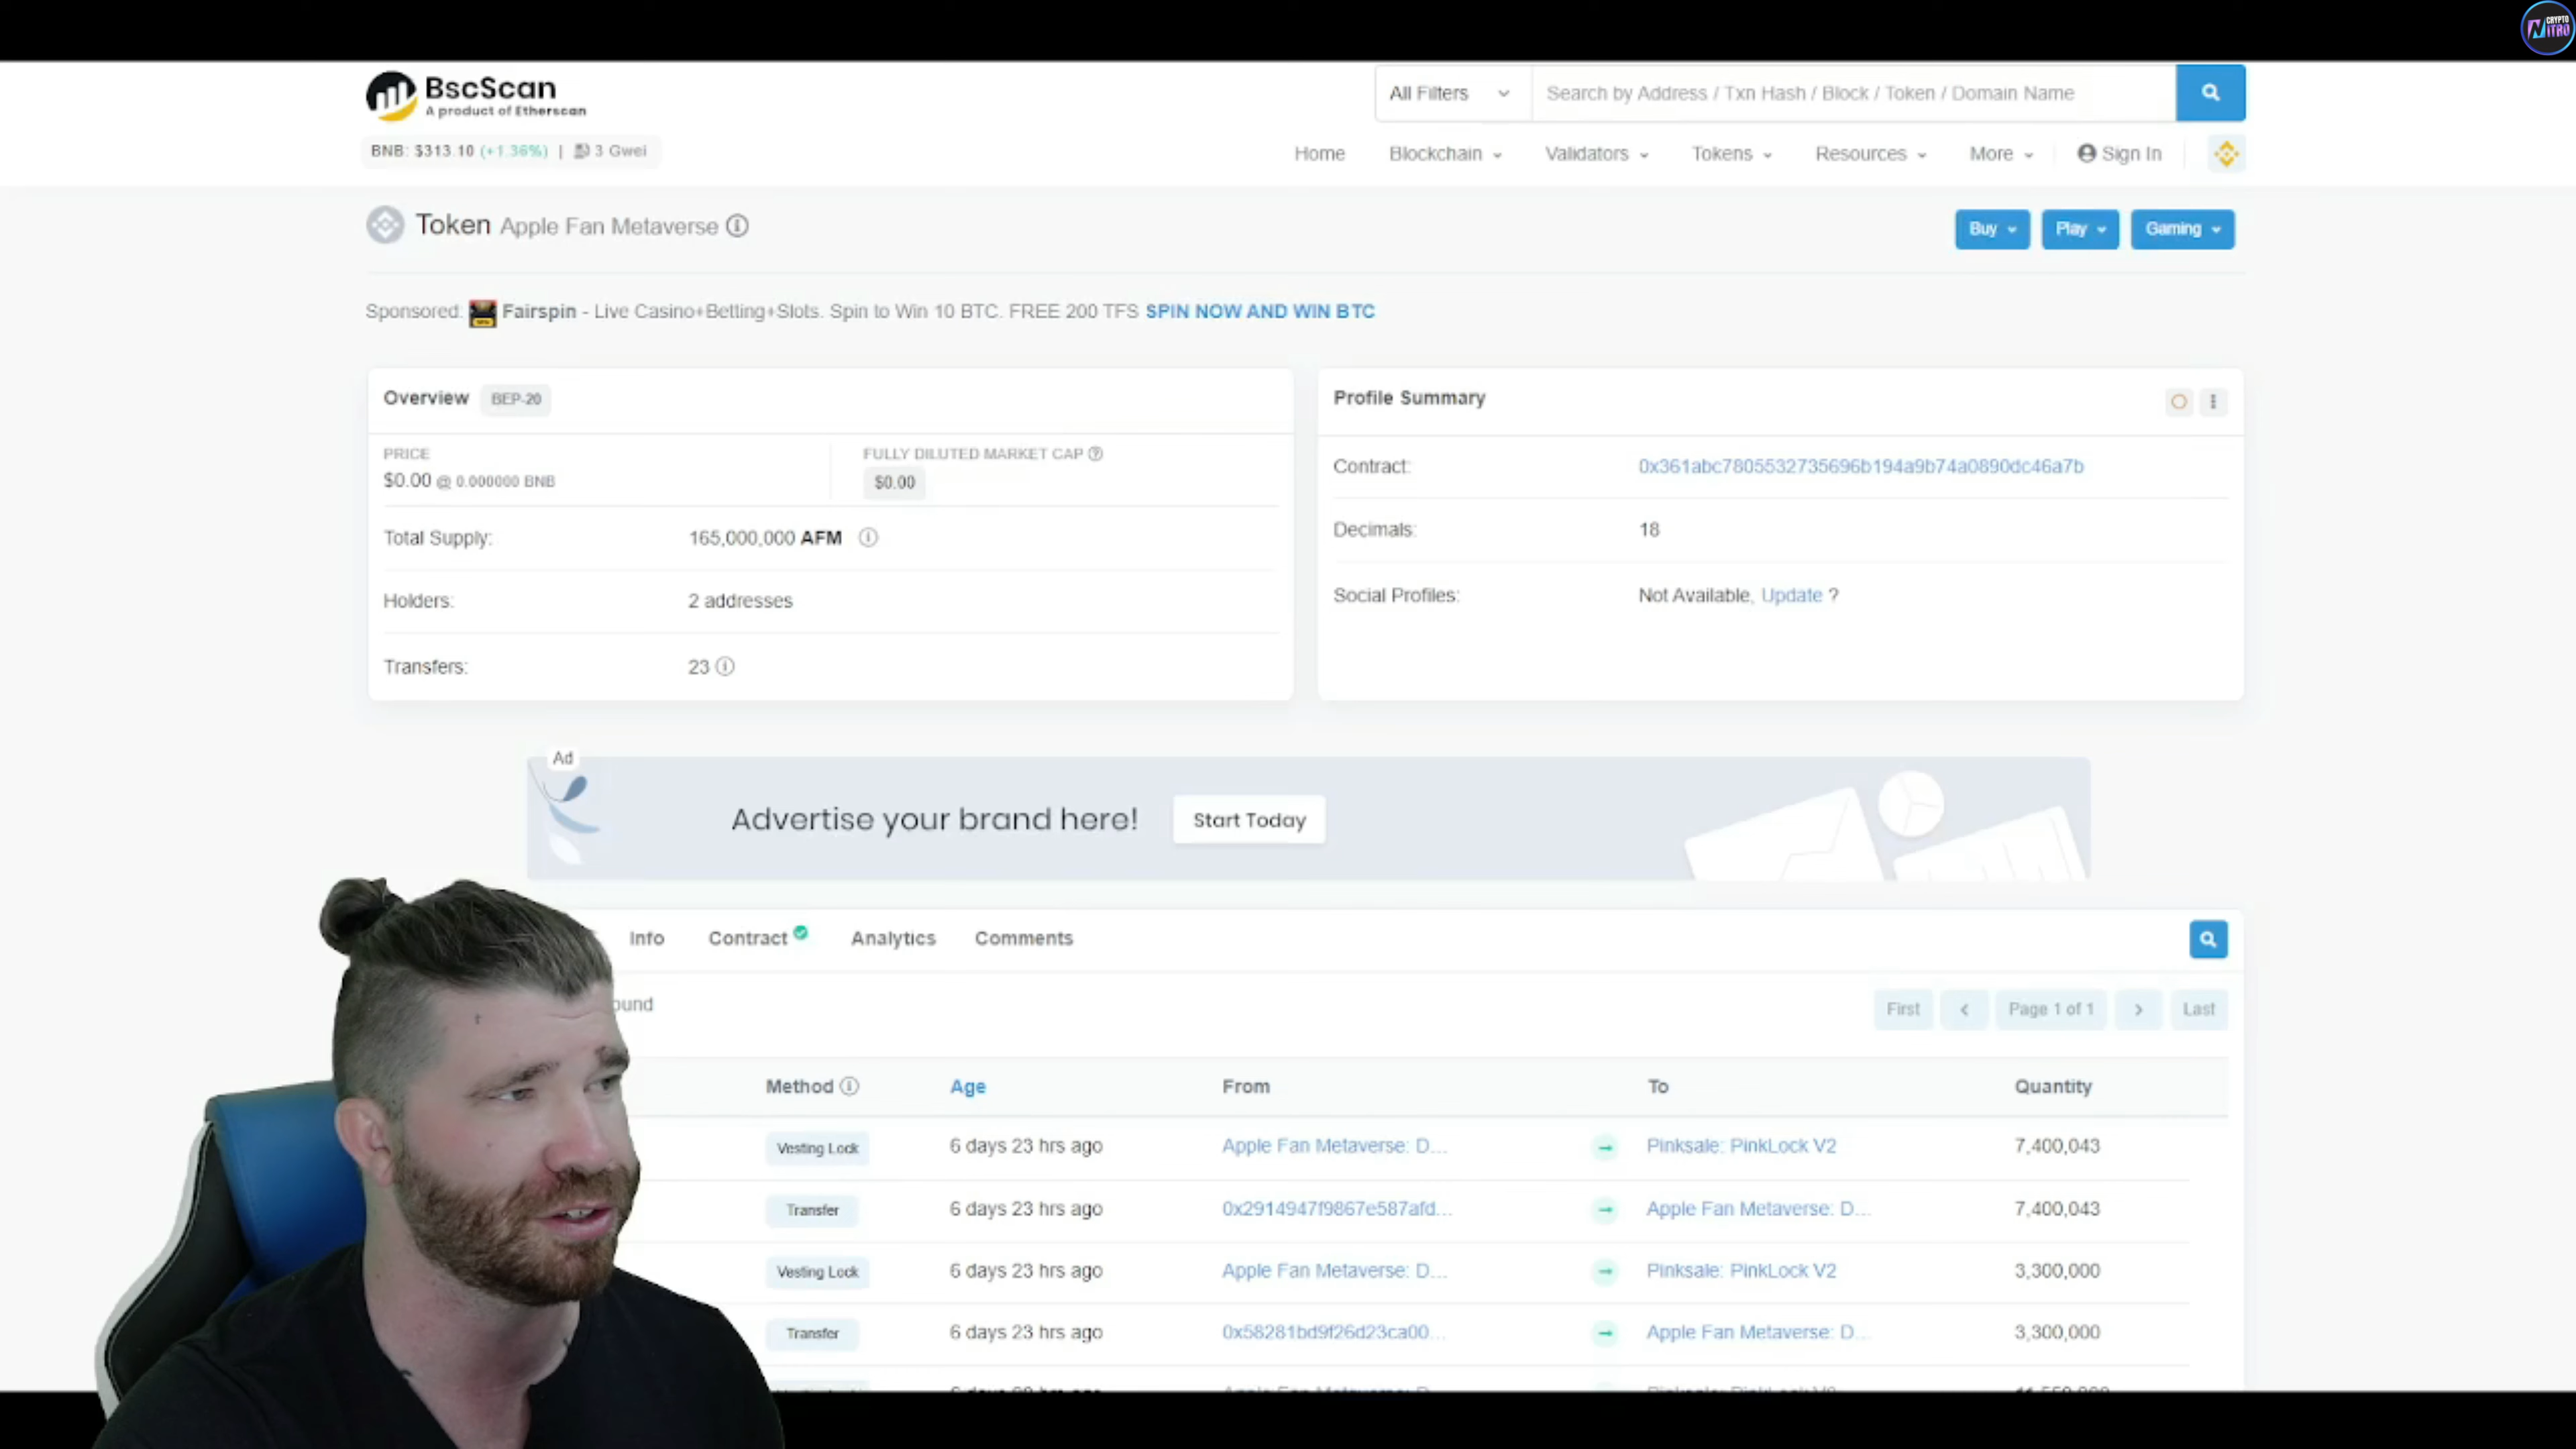 CRYPTO
NITRO
BscScan
A product of Etherscan
All Filters
Search by Address / Txn Hash / Block / Token / Domain Name
BNB: $313.10 (+1.36%) | 3 Gwei
Home Blockchain Validators Tokens Resources More Sign In
Token Apple Fan Metaverse
Buy Play Gaming
Sponsored: Fairspin - Live Casino+Betting+Slots. Spin to Win 10 BTC. FREE 200 TFS SPIN NOW AND WIN BTC
Overview BEP-20
PRICE
$0.00 @ 0.000000 BNB
FULLY DILUTED MARKET CAP
$0.00
Total Supply: 165,000,000 AFM
Holders: 2 addresses
Transfers: 23
Profile Summary
Contract: 0x361abc7805532735696b194a9b74a0890dc46a7b
Decimals: 18
Social Profiles: Not Available, Update ?
Ad
Advertise your brand here! Start Today
Info Contract Analytics Comments
ound
First Page 1 of 1 Last
Method Age From To Quantity
Vesting Lock 6 days 23 hrs ago Apple Fan Metaverse: D... Pinksale: PinkLock V2 7,400,043
Transfer 6 days 23 hrs ago 0x2914947f9867e587afd... Apple Fan Metaverse: D... 7,400,043
Vesting Lock 6 days 23 hrs ago Apple Fan Metaverse: D... Pinksale: PinkLock V2 3,300,000
Transfer 6 days 23 hrs ago 0x58281bd9f26d23ca00... Apple Fan Metaverse: D... 3,300,000